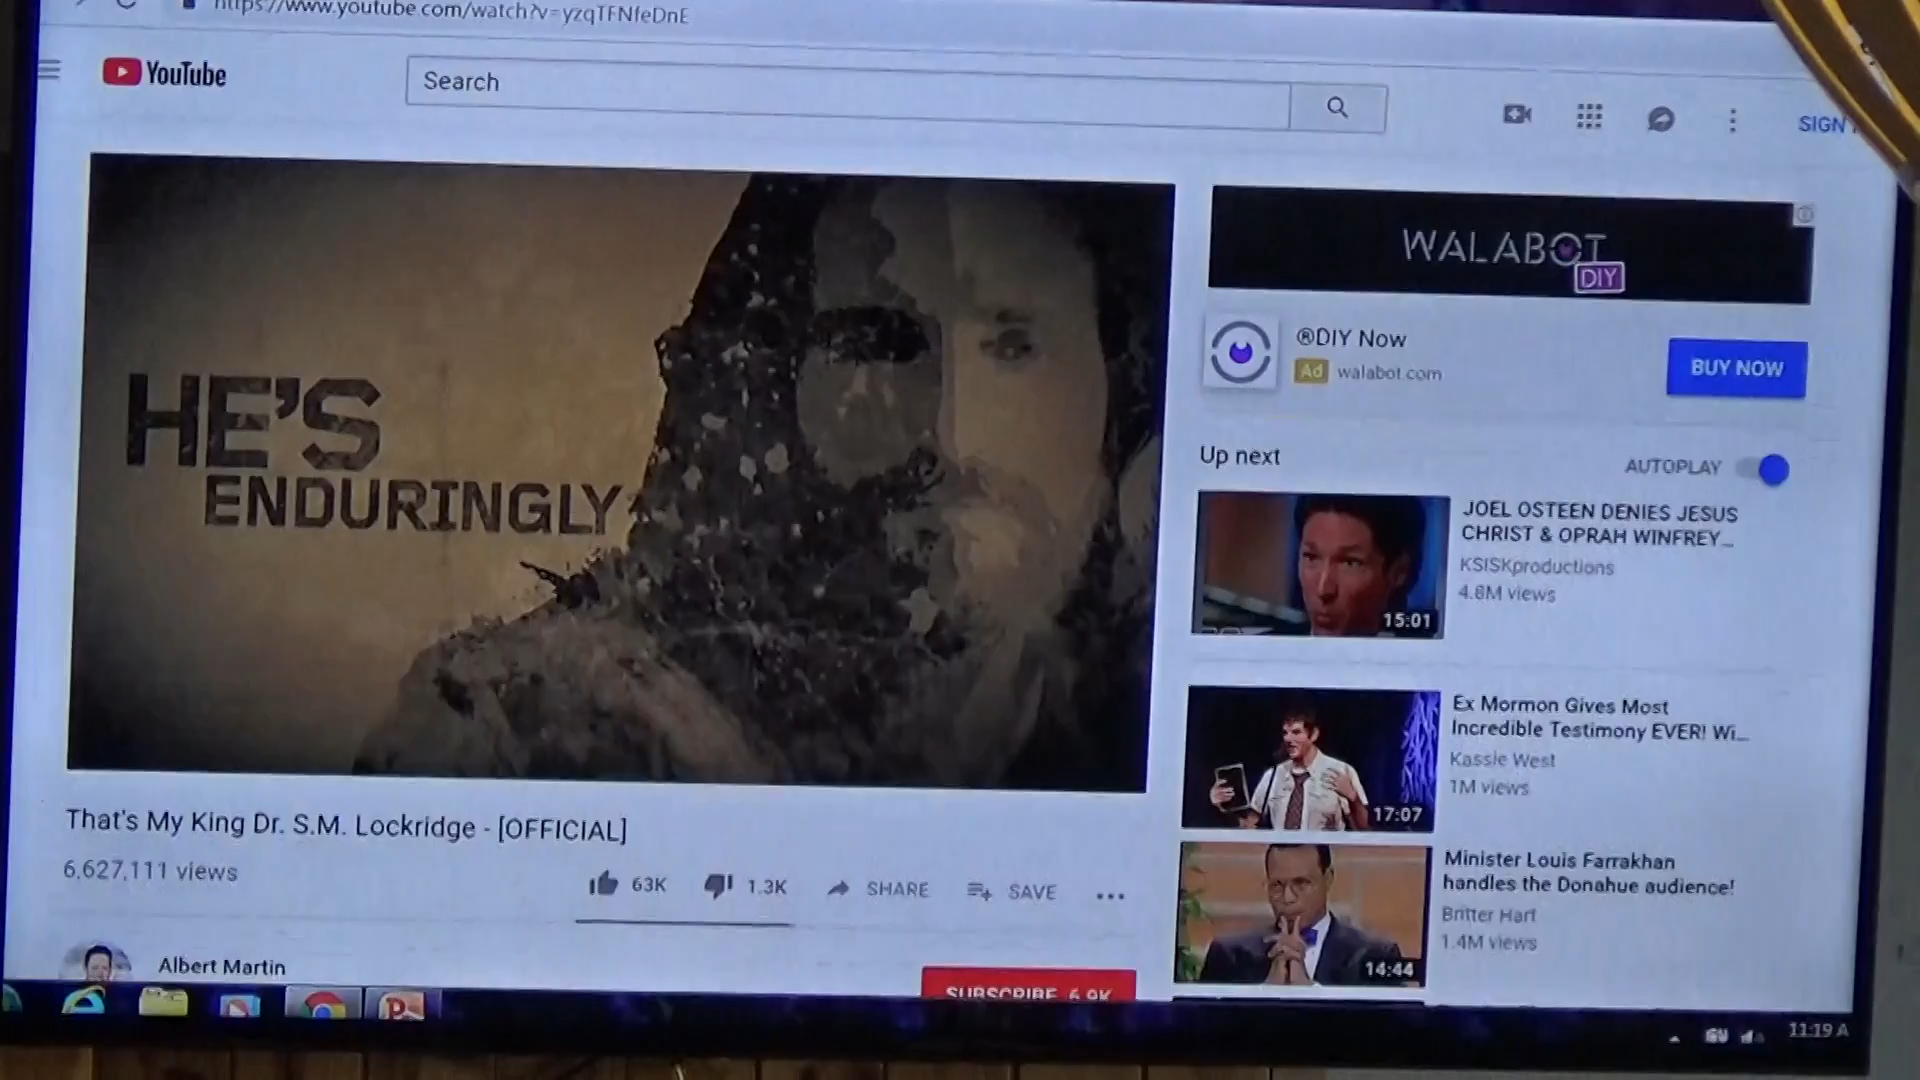 https://www.youtube.com/watch?v=yzqTFNfeDnE
YouTube
Search
SIGN
HE'S
ENDURINGLY
WALABOT
DIY
®DIY Now
Ad walabot.com
BUY NOW
Up next
AUTOPLAY
JOEL OSTEEN DENIES JESUS
CHRIST & OPRAH WINFREY...
KSISKproductions
4.8M views
15:01
Ex Mormon Gives Most
Incredible Testimony EVER! Wi...
Kassie West
1M views
17:07
Minister Louis Farrakhan
handles the Donahue audience!
Britter Hart
1.4M views
14:44
That's My King Dr. S.M. Lockridge - [OFFICIAL]
6,627,111 views
63K
1.3K
SHARE
SAVE
Albert Martin
SUBSCRIBE 6.9K
11:19 A